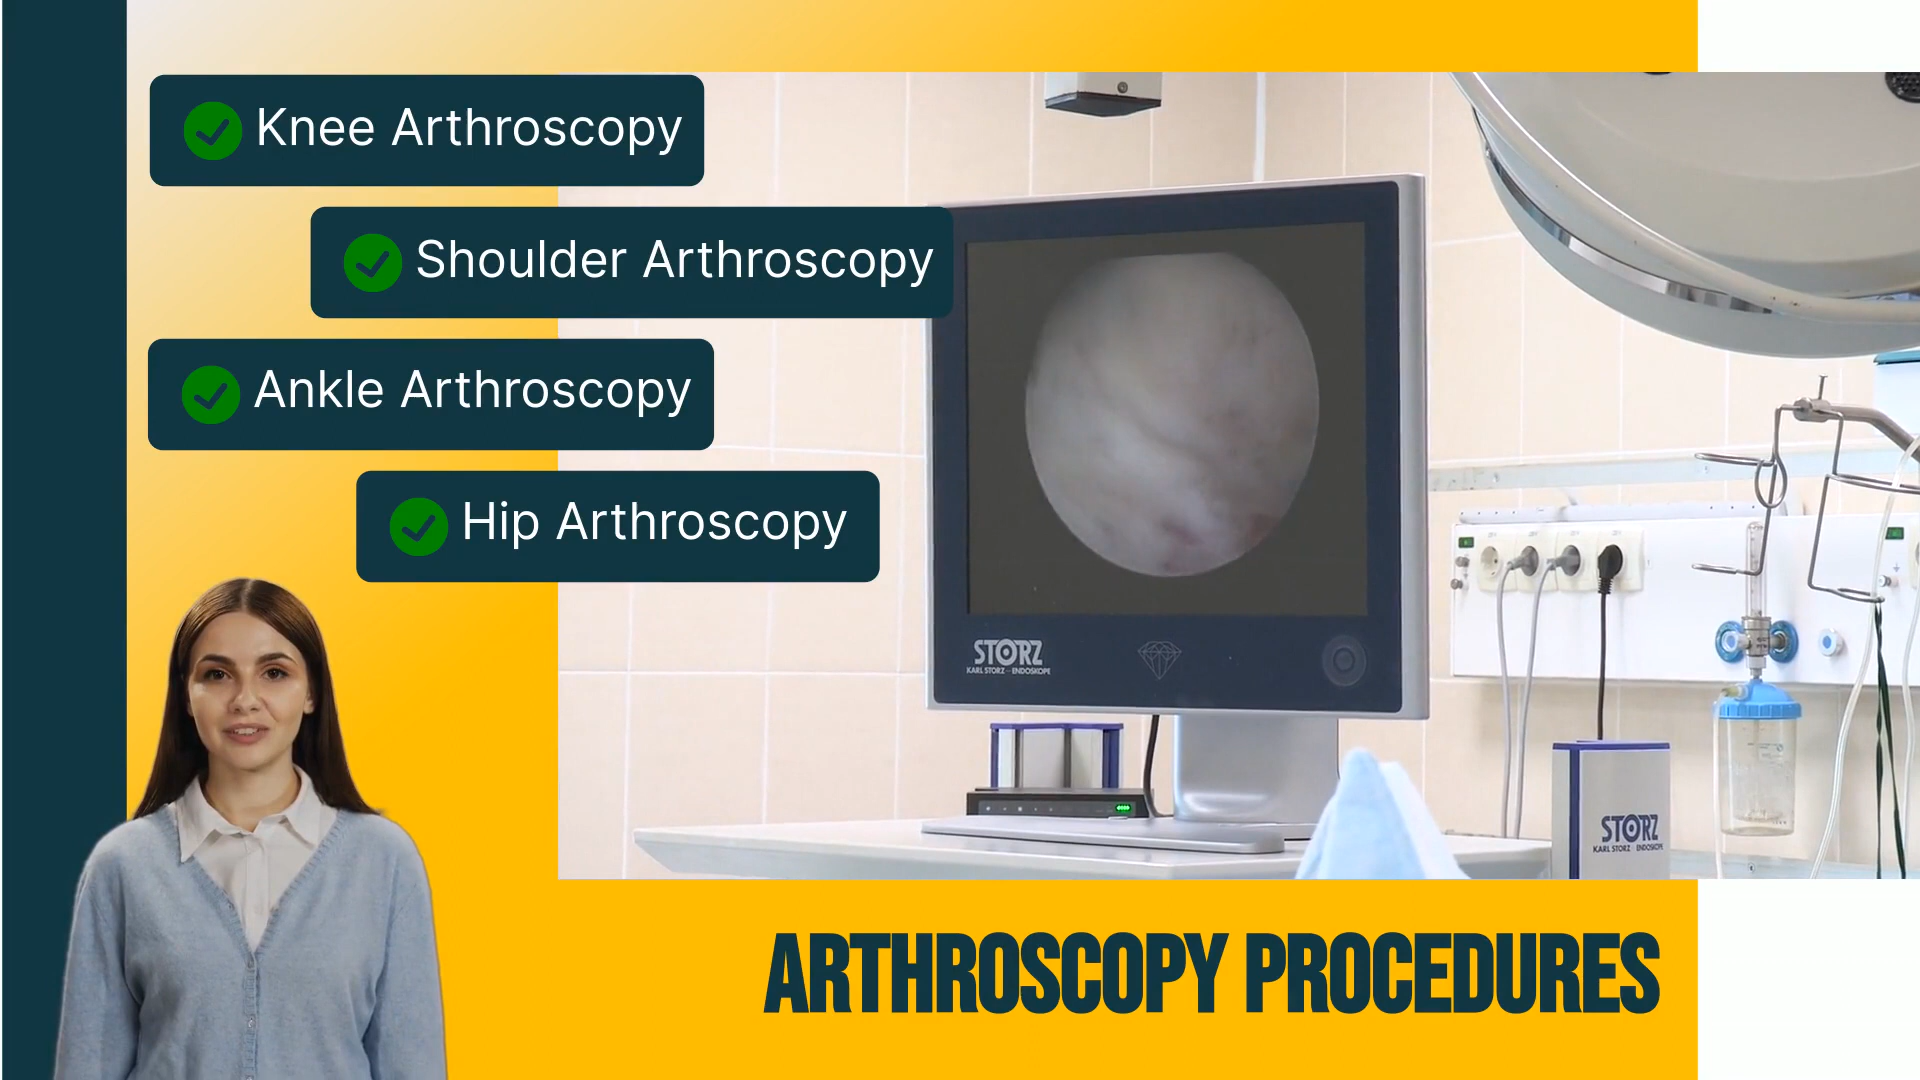 Knee Arthroscopy
Shoulder Arthroscopy
Ankle Arthroscopy
Hip Arthroscopy
STORZ
KARL STORZ - ENDOSKOPE
STORZ
KARL STORZ - ENDOSKOPE
ARTHROSCOPY PROCEDURES